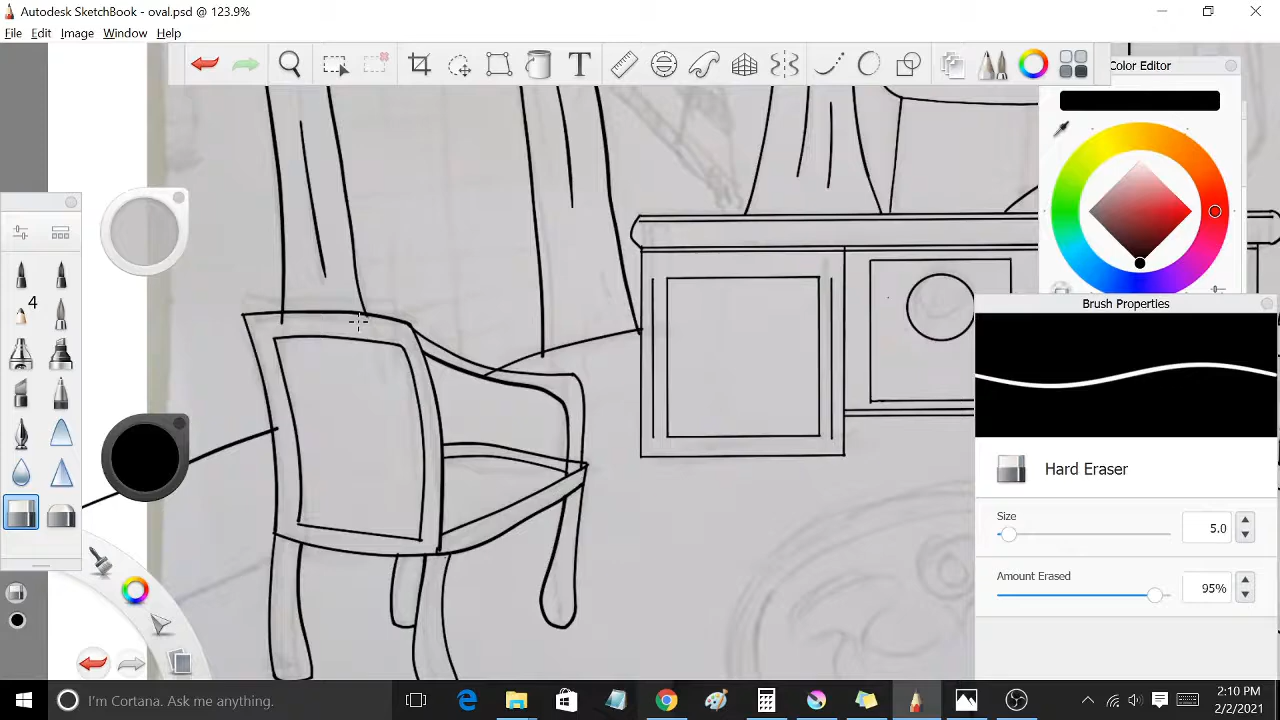 Autodesk SketchBook - oval.psd @ 123.9%
File Edit Image Window Help
T
Color Editor
4
Brush Properties
Hard Eraser
Size
5.0
Amount Erased
95%
I'm Cortana. Ask me anything.
2:10 PM
2/2/2021